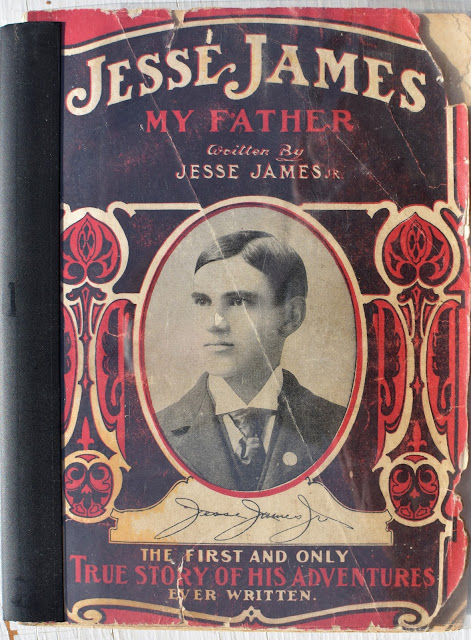 JESSE JAMES
MY FATHER
Written By
JESSE JAMES JR.
Jesse James Jr.
THE FIRST AND ONLY
TRUE STORY OF HIS ADVENTURES
EVER WRITTEN.